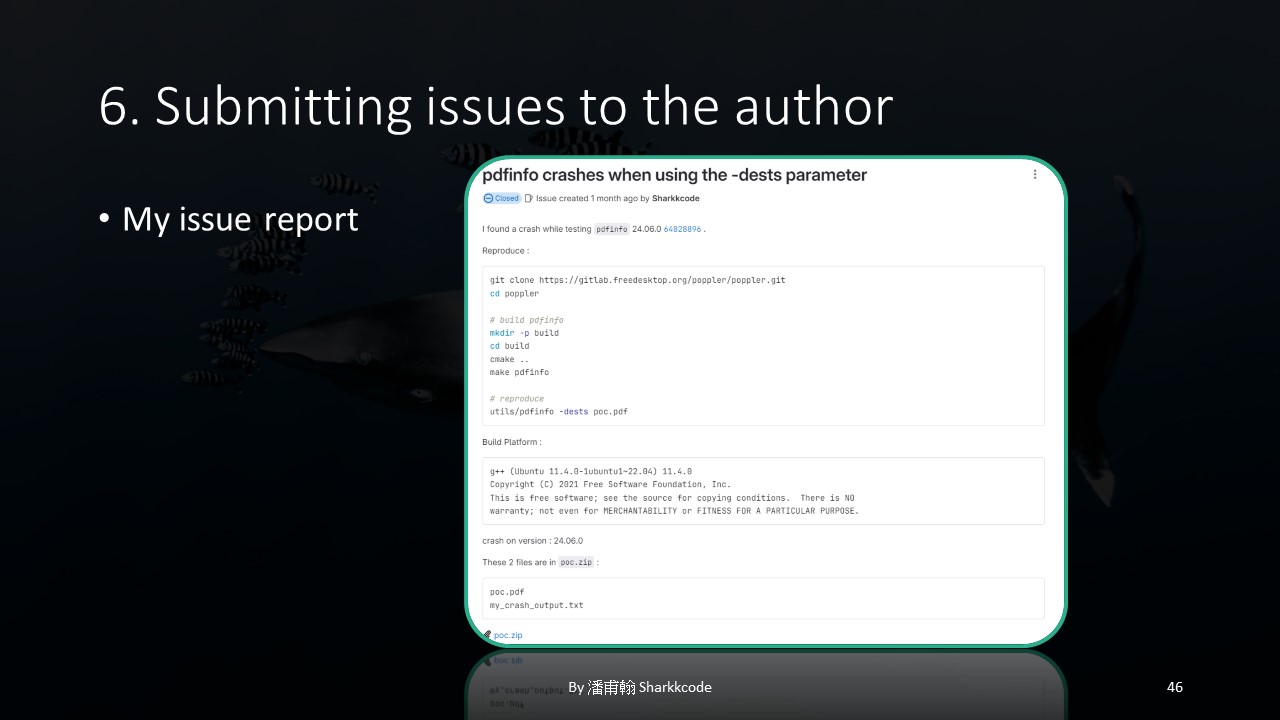 6. Submitting issues to the author
• My issue report
pdfinfo crashes when using the -dests parameter
Closed Issue created 1 month ago by Sharkkcode
I found a crash while testing pdfinfo 24.06.0 64828896 .
Reproduce :
git clone https://gitlab.freedesktop.org/poppler/poppler.git
cd poppler
# build pdfinfo
mkdir -p build
cd build
cmake ..
make pdfinfo
# reproduce
utils/pdfinfo -dests poc.pdf
Build Platform :
g++ (Ubuntu 11.4.0-1ubuntu1~22.04) 11.4.0
Copyright (C) 2021 Free Software Foundation, Inc.
This is free software; see the source for copying conditions.  There is NO
warranty; not even for MERCHANTABILITY or FITNESS FOR A PARTICULAR PURPOSE.
crash on version : 24.06.0
These 2 files are in poc.zip :
poc.pdf
my_crash_output.txt
poc.zip
By 潘甫翰 Sharkkcode
46